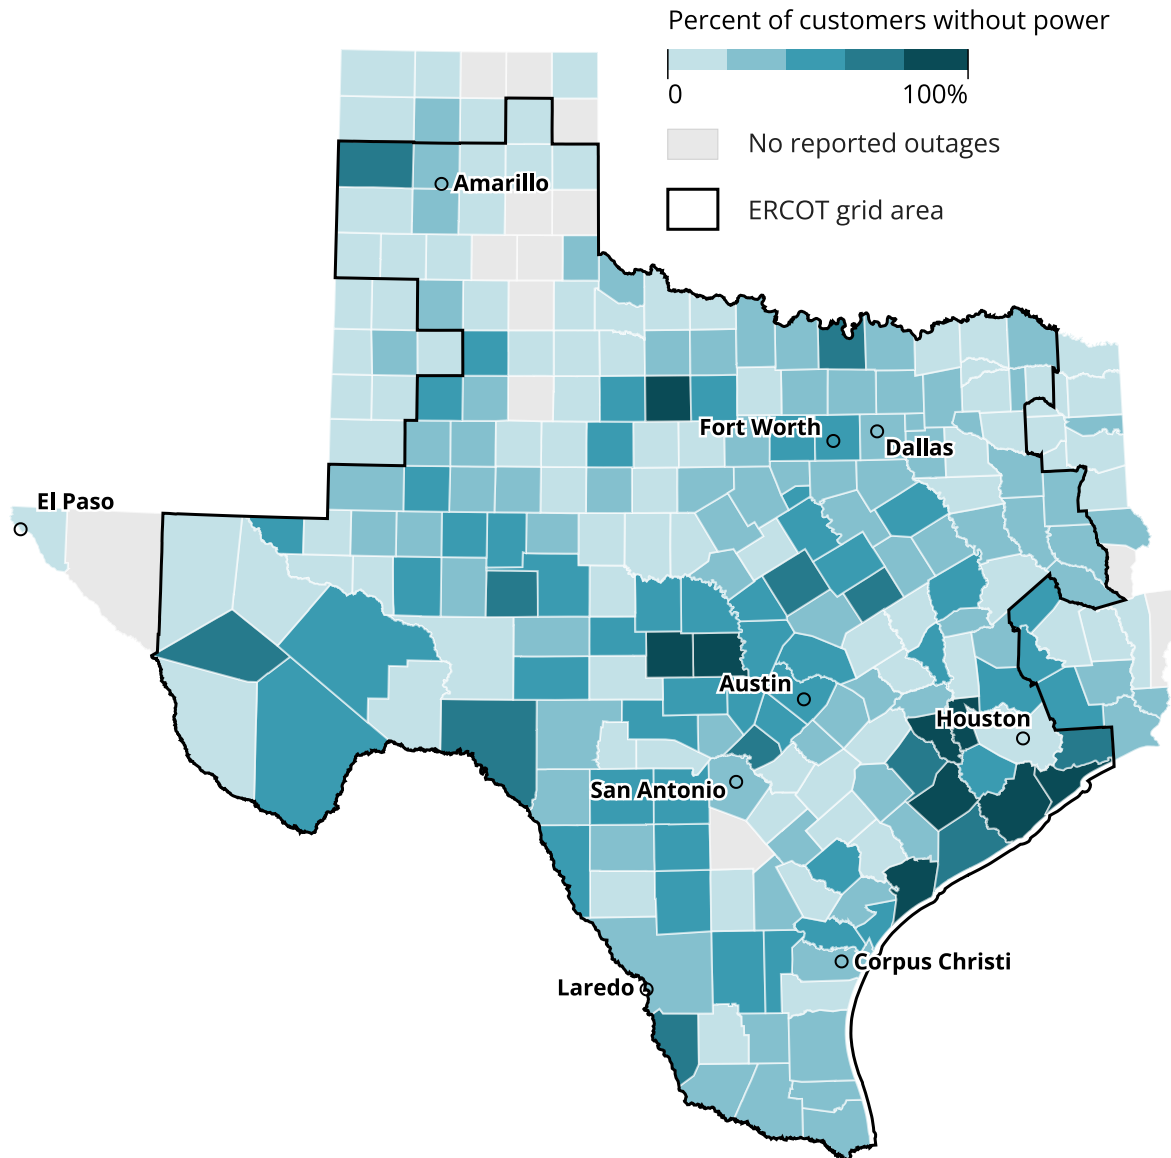 Percent of customers without power
0 100%
No reported outages
Amarillo
ERCOT grid area
Fort Worth
Dallas
El Paso
Austin
Houston
San Antonio
Corpus Christi
Laredo